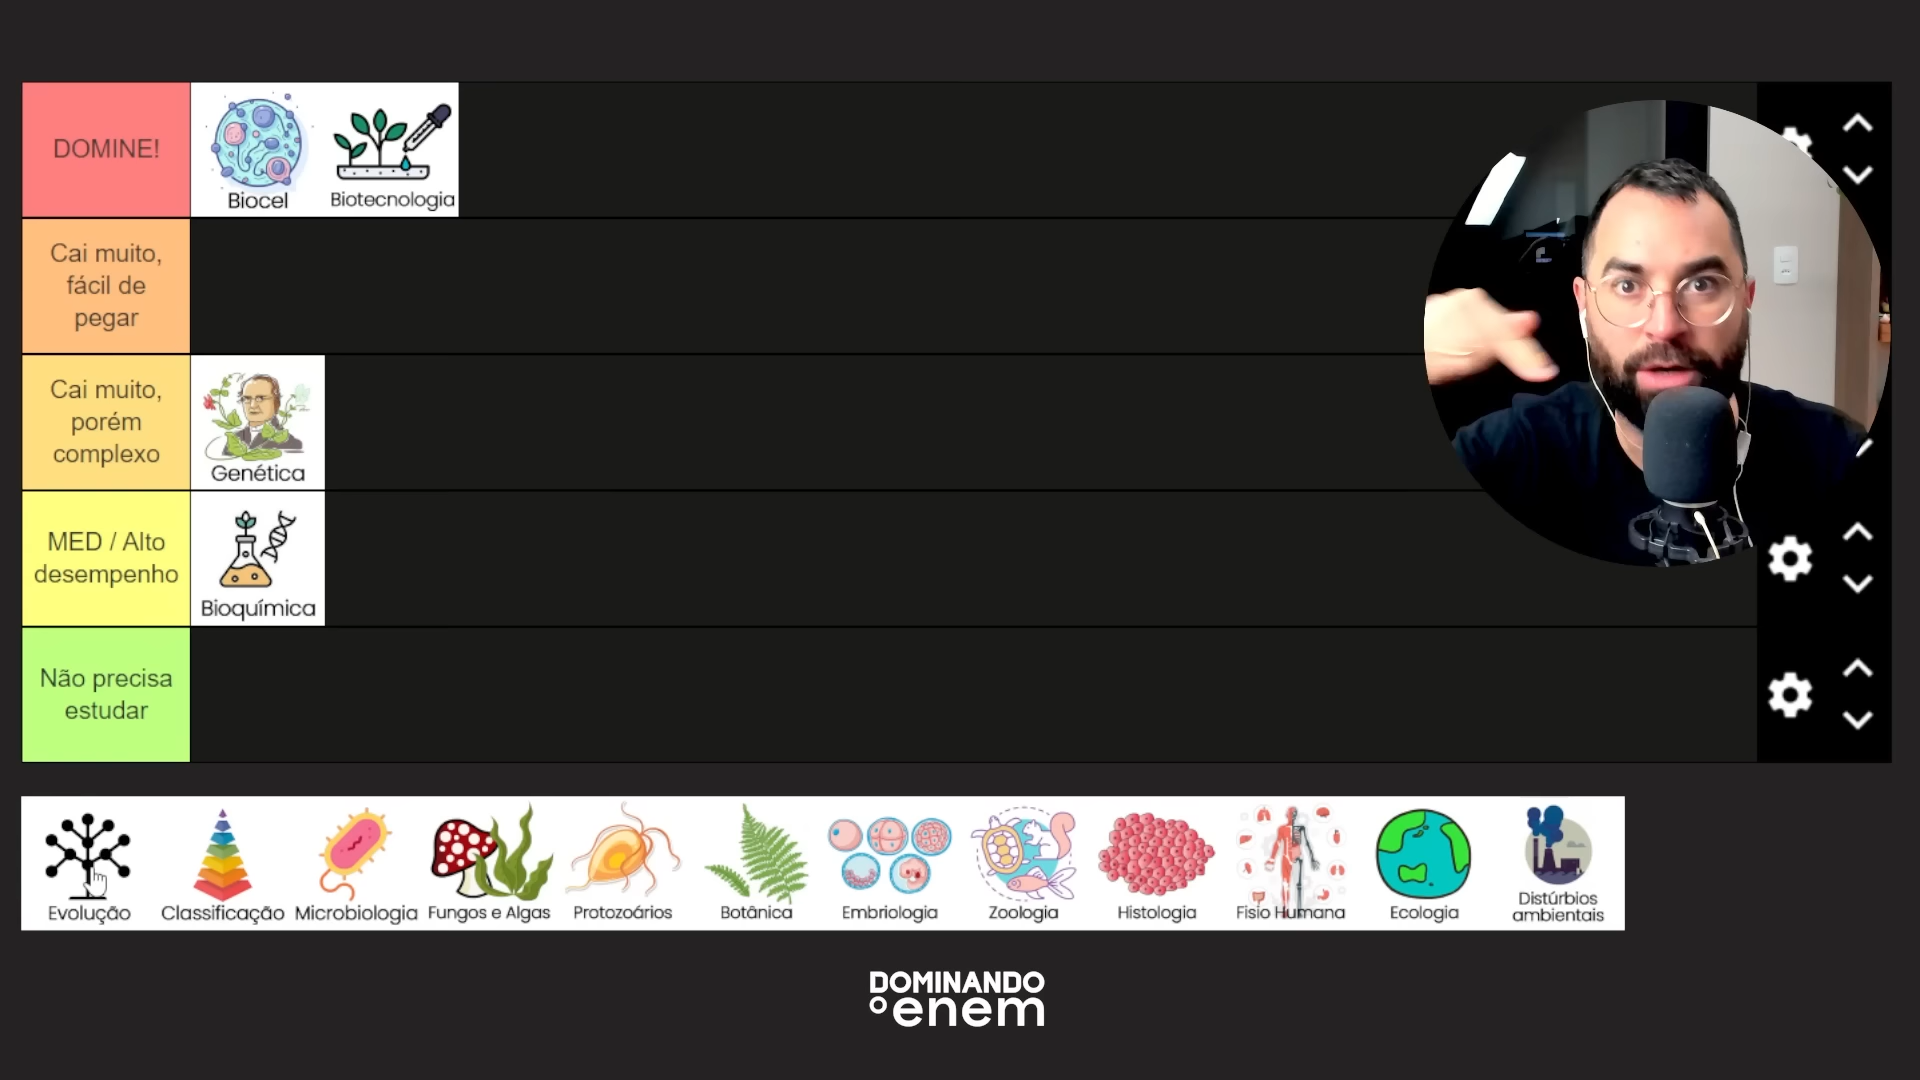 DOMINE!
Biocel
Biotecnologia
Cai muito,
fácil de
pegar
Cai muito,
porém
complexo
Genética
MED / Alto
desempenho
Bioquímica
Não precisa
estudar
Evolução
Classificação
Microbiologia
Fungos e Algas
Protozoários
Botânica
Embriologia
Zoologia
Histologia
Fisio Humana
Ecologia
Distúrbios
ambientais
DOMINANDO
o enem